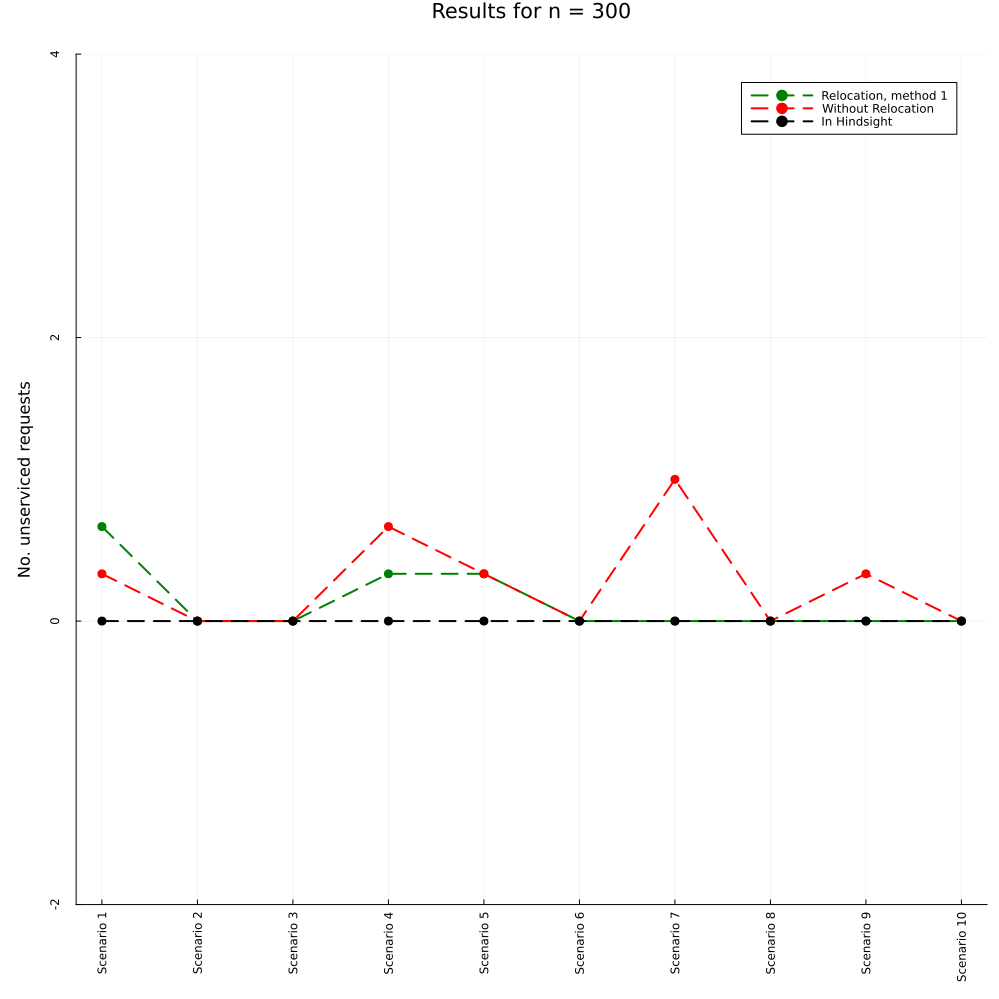 Results for n = 300
Relocation, method 1
Without Relocation
In Hindsight
No. unserviced requests
4
2
0
-2
Scenario 1
Scenario 2
Scenario 3
Scenario 4
Scenario 5
Scenario 6
Scenario 7
Scenario 8
Scenario 9
Scenario 10